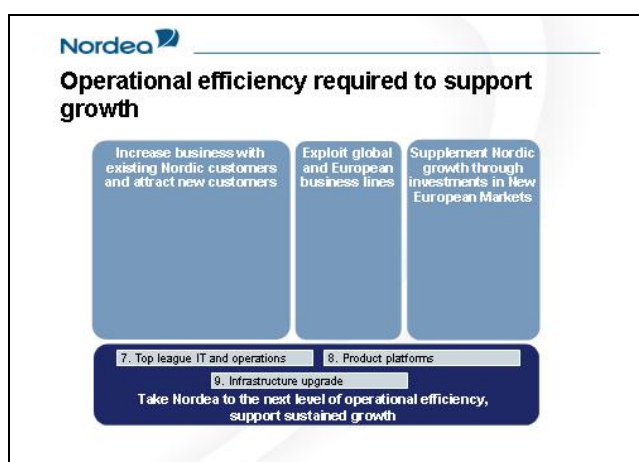 Nordea
Operational efficiency required to support
growth
Increase business with
existing Nordic customers
and attract new customers
Exploit global
and European
business lines
Supplement Nordic
growth through
investments in New
European Markets
7. Top league IT and operations
8. Product platforms
9. Infrastructure upgrade
Take Nordea to the next level of operational efficiency,
support sustained growth